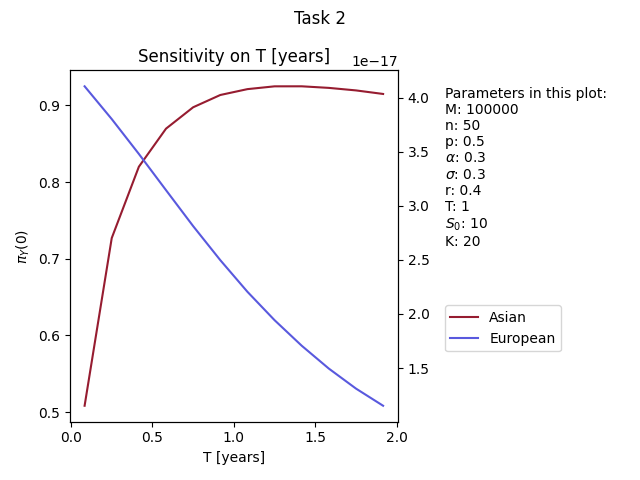 Task 2
Sensitivity on T [years]
1e−17
0.9
0.8
0.7
0.6
0.5
π_Y(0)
4.0
3.5
3.0
2.5
2.0
1.5
0.0 0.5 1.0 1.5 2.0
T [years]
Parameters in this plot:
M: 100000
n: 50
p: 0.5
α: 0.3
σ: 0.3
r: 0.4
T: 1
S₀: 10
K: 20
Asian
European